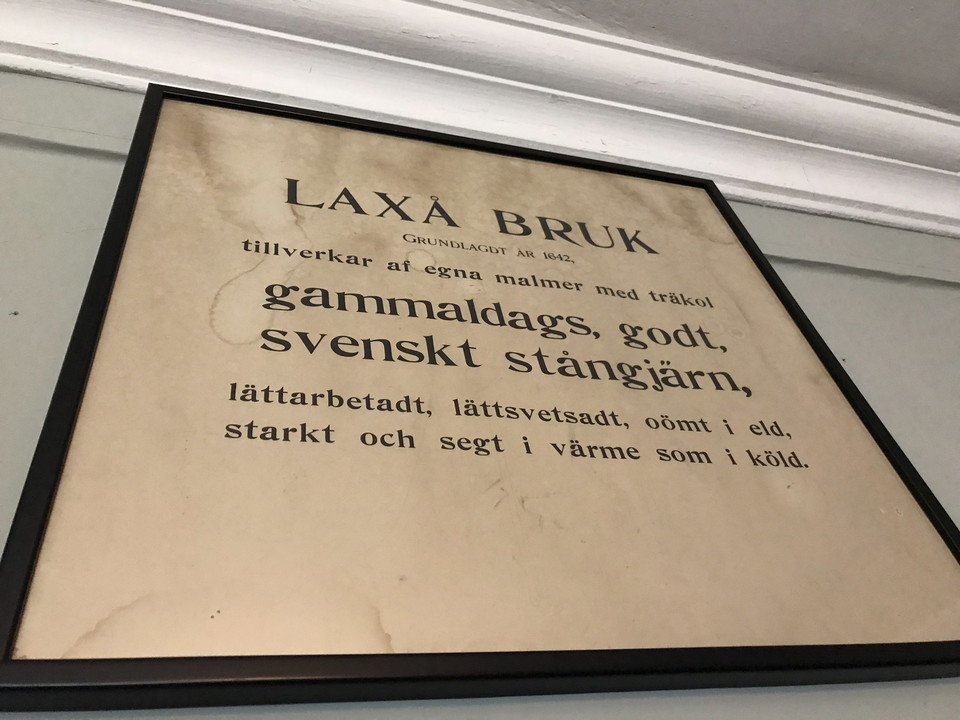 LAXÅ BRUK
GRUNDLAGDT ÅR 1642,
tillverkar af egna malmer med träkol
gammaldags, godt,
svenskt stångjärn,
lättarbetadt, lättsvetsadt, oömt i eld,
starkt och segt i värme som i köld.